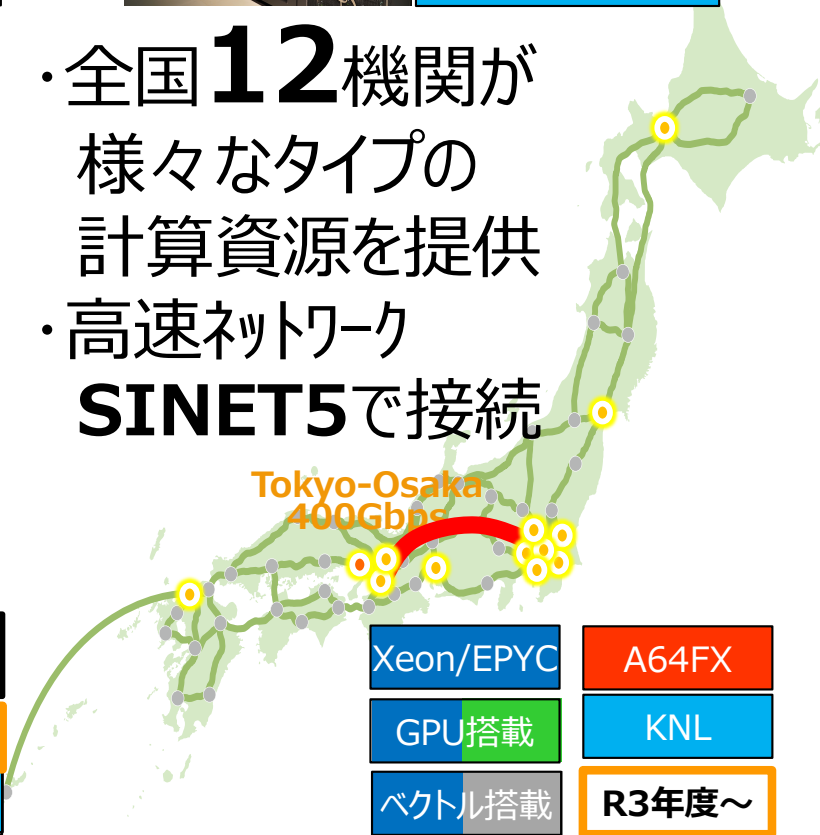 ・全国12機関が
様々なタイプの
計算資源を提供
・高速ネットワーク
SINET5で接続
Tokyo-Osaka
400Gbps
Xeon/EPYC
A64FX
GPU搭載
KNL
ベクトル搭載
R3年度～